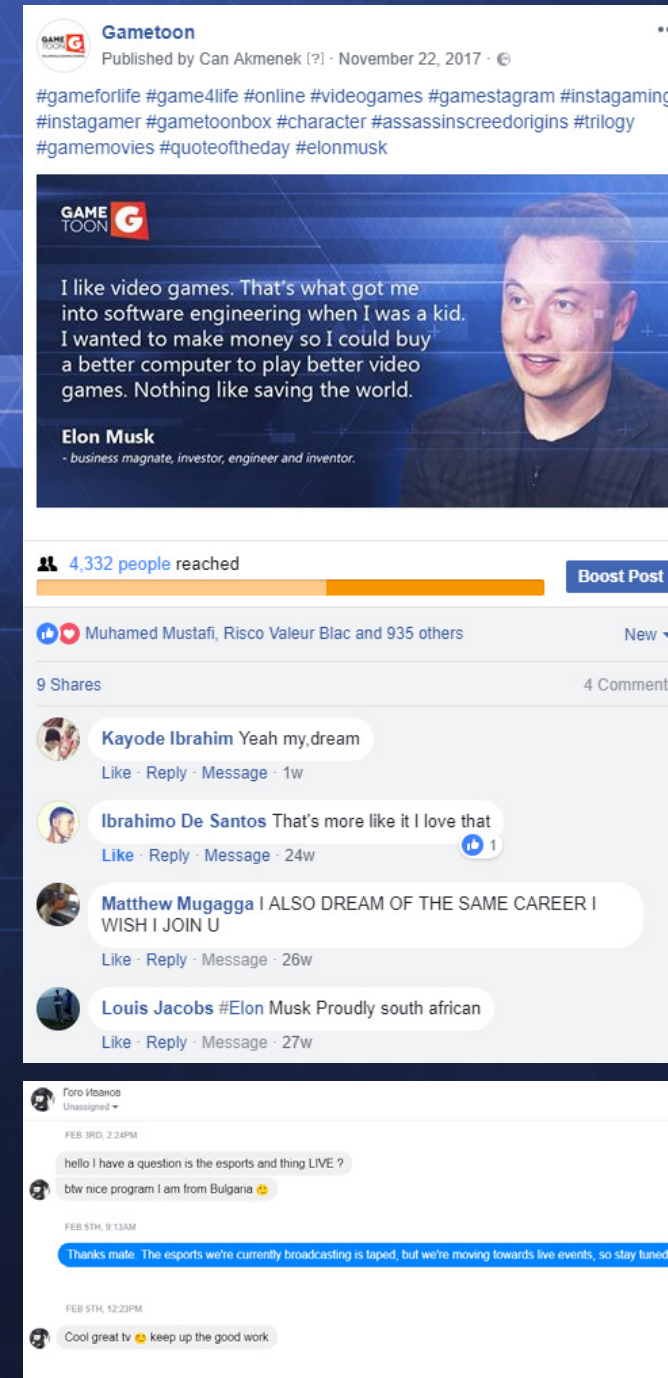 Gametoon
Published by Can Akmenek [?] · November 22, 2017 ·
#gameforlife #game4life #online #videogames #gamestagram #instagaming
#instagamer #gametoonbox #character #assassinscreedorigins #trilogy
#gamemovies #quoteoftheday #elonmusk
GAME
TOON G
I like video games. That's what got me
into software engineering when I was a kid.
I wanted to make money so I could buy
a better computer to play better video
games. Nothing like saving the world.
Elon Musk
- business magnate, investor, engineer and inventor.
4,332 people reached
Boost Post
Muhamed Mustafi, Risco Valeur Blac and 935 others
New
9 Shares
4 Comment
Kayode Ibrahim Yeah my,dream
Like · Reply · Message · 1w
Ibrahimo De Santos That's more like it I love that
1
Like · Reply · Message · 24w
Matthew Mugagga I ALSO DREAM OF THE SAME CAREER I
WISH I JOIN U
Like · Reply · Message · 26w
Louis Jacobs #Elon Musk Proudly south african
Like · Reply · Message · 27w
Гого Иванов
Unassigned
FEB 3RD, 2:24PM
hello I have a question is the esports and thing LIVE ?
btw nice program I am from Bulgaria
FEB 5TH, 9:13AM
Thanks mate. The esports we're currently broadcasting is taped, but we're moving towards live events, so stay tuned
FEB 5TH, 12:23PM
Cool great tv keep up the good work